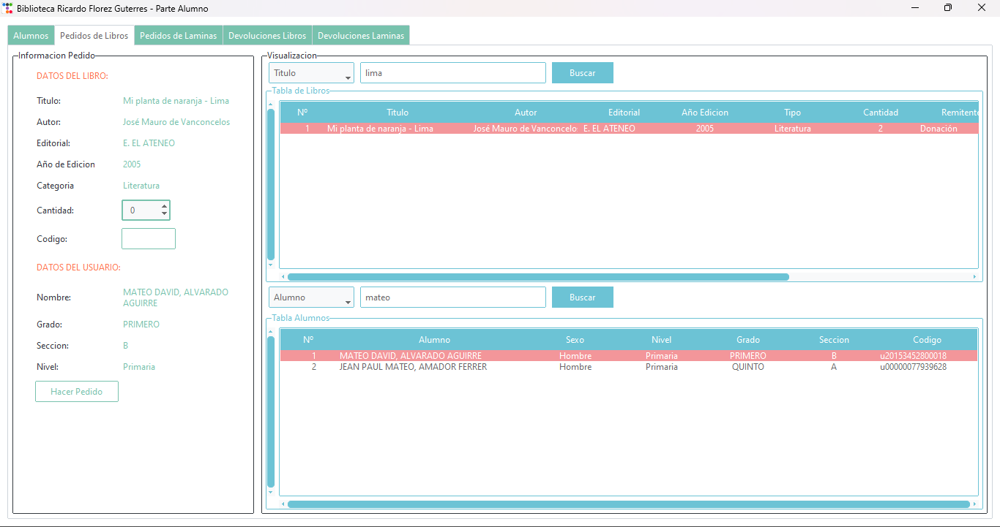 Biblioteca Ricardo Florez Guterres - Parte Alumno
Alumnos Pedidos de Libros Pedidos de Laminas Devoluciones Libros Devoluciones Laminas
Informacion Pedido
DATOS DEL LIBRO:
Titulo: Mi planta de naranja - Lima
Autor: José Mauro de Vanconcelos
Editorial: E. EL ATENEO
Año de Edicion 2005
Categoria Literatura
Cantidad: 0
Codigo:
DATOS DEL USUARIO:
Nombre: MATEO DAVID, ALVARADO
AGUIRRE
Grado: PRIMERO
Seccion: B
Nivel: Primaria
Hacer Pedido
Visualizacion
Titulo lima Buscar
Tabla de Libros
Nº Titulo Autor Editorial Año Edicion Tipo Cantidad Remitente
1 Mi planta de naranja - Lima José Mauro de Vanconcelo E. EL ATENEO 2005 Literatura 2 Donación
Alumno mateo Buscar
Tabla Alumnos
Nº Alumno Sexo Nivel Grado Seccion Codigo
1 MATEO DAVID, ALVARADO AGUIRRE Hombre Primaria PRIMERO B u20153452800018
2 JEAN PAUL MATEO, AMADOR FERRER Hombre Primaria QUINTO A u00000077939628